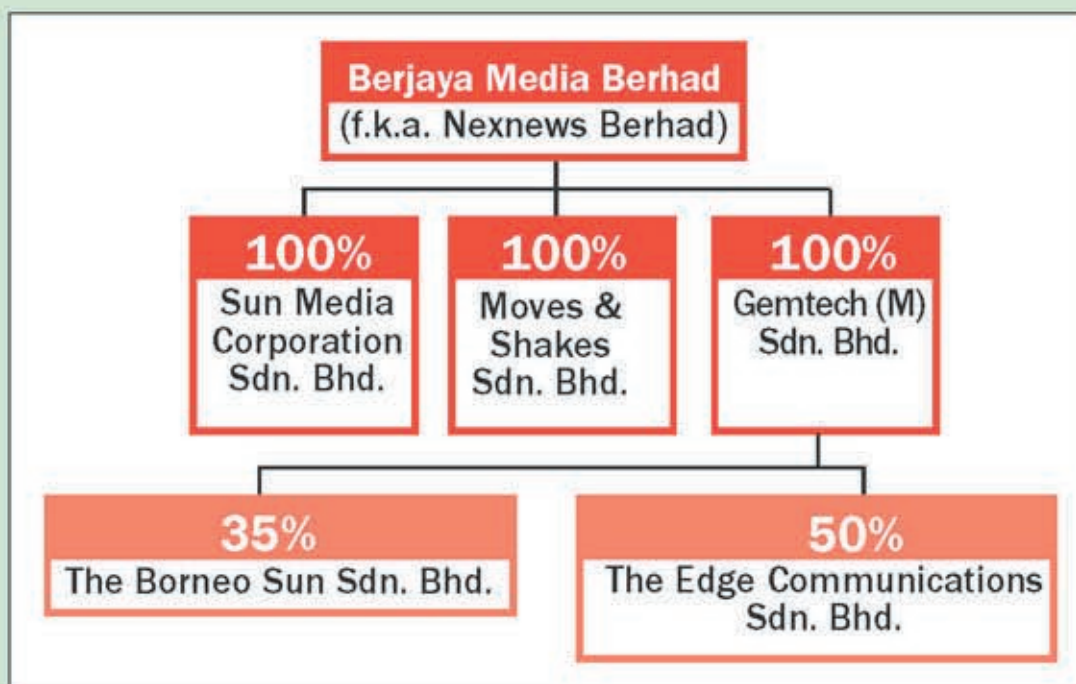 Berjaya Media Berhad
(f.k.a. Nexnews Berhad)
100%
Sun Media
Corporation
Sdn. Bhd.
100%
Moves &
Shakes
Sdn. Bhd.
100%
Gemtech (M)
Sdn. Bhd.
35%
The Borneo Sun Sdn. Bhd.
50%
The Edge Communications
Sdn. Bhd.